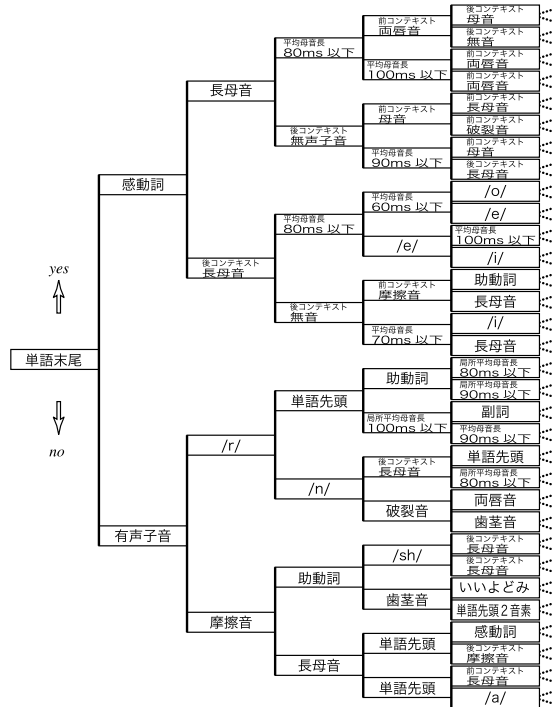 yes
no
単語末尾
感動詞
有声子音
長母音
後コンテキスト
長母音
/r/
摩擦音
平均母音長
80ms 以下
後コンテキスト
無声子音
平均母音長
80ms 以下
後コンテキスト
無音
単語先頭
/n/
助動詞
長母音
前コンテキスト
両唇音
平均母音長
100ms 以下
前コンテキスト
母音
平均母音長
90ms 以下
平均母音長
60ms 以下
/e/
前コンテキスト
摩擦音
平均母音長
70ms 以下
助動詞
局所平均母音長
100ms 以下
後コンテキスト
長母音
破裂音
/sh/
歯茎音
単語先頭
単語先頭
後コンテキスト
母音
後コンテキスト
無音
前コンテキスト
両唇音
前コンテキスト
両唇音
前コンテキスト
長母音
前コンテキスト
破裂音
前コンテキスト
母音
後コンテキスト
長母音
/o/
/e/
平均母音長
100ms 以下
/i/
助動詞
長母音
/i/
長母音
局所平均母音長
80ms 以下
局所平均母音長
90ms 以下
副詞
平均母音長
90ms 以下
単語先頭
局所平均母音長
80ms 以下
両唇音
歯茎音
後コンテキスト
長母音
後コンテキスト
長母音
いいよどみ
単語先頭2音素
感動詞
後コンテキスト
摩擦音
前コンテキスト
長母音
/a/